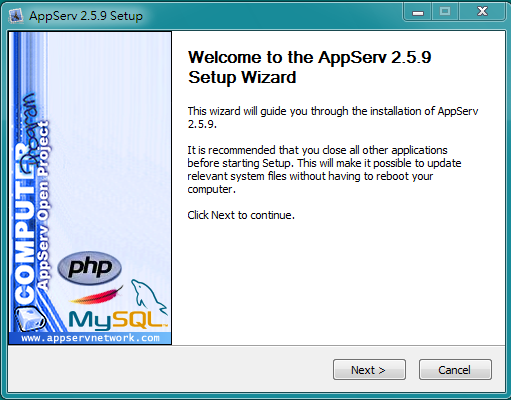 AppServ 2.5.9 Setup
COMPUTER
Program
AppServ Open Project
php
MySQL
www.appservnetwork.com
Welcome to the AppServ 2.5.9
Setup Wizard
This wizard will guide you through the installation of AppServ
2.5.9.
It is recommended that you close all other applications
before starting Setup. This will make it possible to update
relevant system files without having to reboot your
computer.
Click Next to continue.
Next >
Cancel